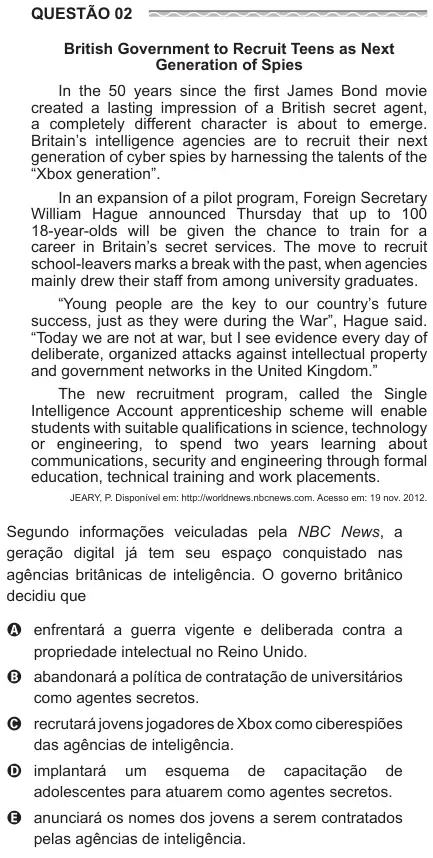 QUESTÃO 02
British Government to Recruit Teens as Next
Generation of Spies
In the 50 years since the first James Bond movie
created a lasting impression of a British secret agent,
a completely different character is about to emerge.
Britain’s intelligence agencies are to recruit their next
generation of cyber spies by harnessing the talents of the
“Xbox generation”.
In an expansion of a pilot program, Foreign Secretary
William Hague announced Thursday that up to 100
18-year-olds will be given the chance to train for a
career in Britain’s secret services. The move to recruit
school-leavers marks a break with the past, when agencies
mainly drew their staff from among university graduates.
“Young people are the key to our country’s future
success, just as they were during the War”, Hague said.
“Today we are not at war, but I see evidence every day of
deliberate, organized attacks against intellectual property
and government networks in the United Kingdom.”
The new recruitment program, called the Single
Intelligence Account apprenticeship scheme will enable
students with suitable qualifications in science, technology
or engineering, to spend two years learning about
communications, security and engineering through formal
education, technical training and work placements.
JEARY, P. Disponível em: http://worldnews.nbcnews.com. Acesso em: 19 nov. 2012.
Segundo informações veiculadas pela NBC News, a
geração digital já tem seu espaço conquistado nas
agências britânicas de inteligência. O governo britânico
decidiu que
A enfrentará a guerra vigente e deliberada contra a
propriedade intelectual no Reino Unido.
B abandonará a política de contratação de universitários
como agentes secretos.
C recrutará jovens jogadores de Xbox como ciberespiões
das agências de inteligência.
D implantará um esquema de capacitação de
adolescentes para atuarem como agentes secretos.
E anunciará os nomes dos jovens a serem contratados
pelas agências de inteligência.